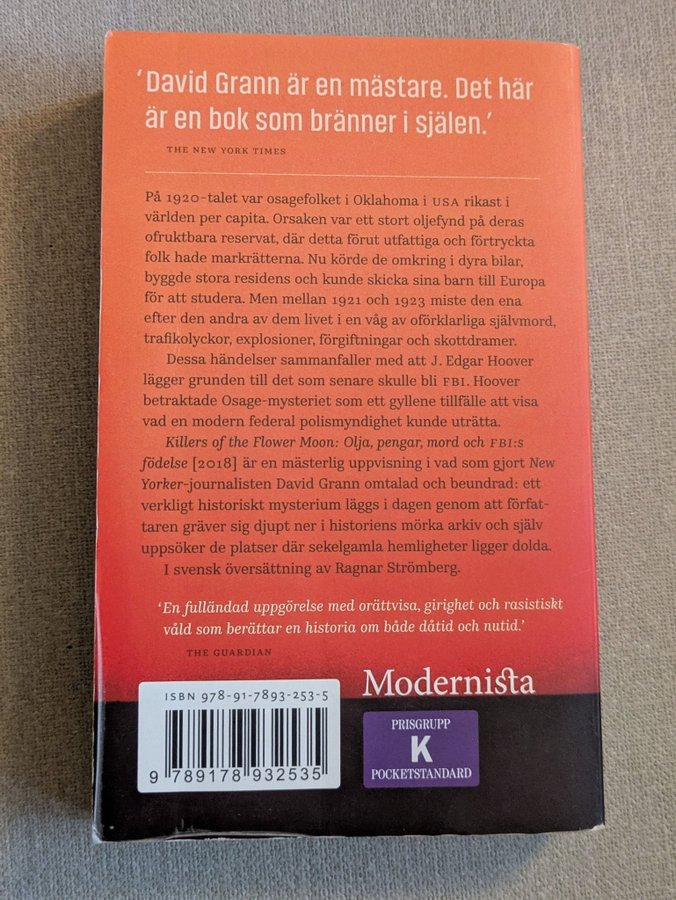 ‘David Grann är en mästare. Det här
är en bok som bränner i själen.’
THE NEW YORK TIMES
På 1920-talet var osagefolket i Oklahoma i USA rikast i
världen per capita. Orsaken var ett stort oljefynd på deras
ofruktbara reservat, där detta förut utfattiga och förtryckta
folk hade markrätterna. Nu körde de omkring i dyra bilar,
byggde stora residens och kunde skicka sina barn till Europa
för att studera. Men mellan 1921 och 1923 miste den ena
efter den andra av dem livet i en våg av oförklarliga självmord,
trafikolyckor, explosioner, förgiftningar och skottdramer.
Dessa händelser sammanfaller med att J. Edgar Hoover
lägger grunden till det som senare skulle bli FBI. Hoover
betraktade Osage-mysteriet som ett gyllene tillfälle att visa
vad en modern federal polismyndighet kunde uträtta.
Killers of the Flower Moon: Olja, pengar, mord och FBI:s
födelse [2018] är en mästerlig uppvisning i vad som gjort New
Yorker-journalisten David Grann omtalad och beundrad: ett
verkligt historiskt mysterium läggs i dagen genom att förfat-
taren gräver sig djupt ner i historiens mörka arkiv och själv
uppsöker de platser där sekelgamla hemligheter ligger dolda.
I svensk översättning av Ragnar Strömberg.
‘En fulländad uppgörelse med orättvisa, girighet och rasistiskt
våld som berättar en historia om både dåtid och nutid.’
THE GUARDIAN
Modernista
ISBN 978-91-7893-253-5
9 789178 932535
PRISGRUPP
K
POCKETSTANDARD